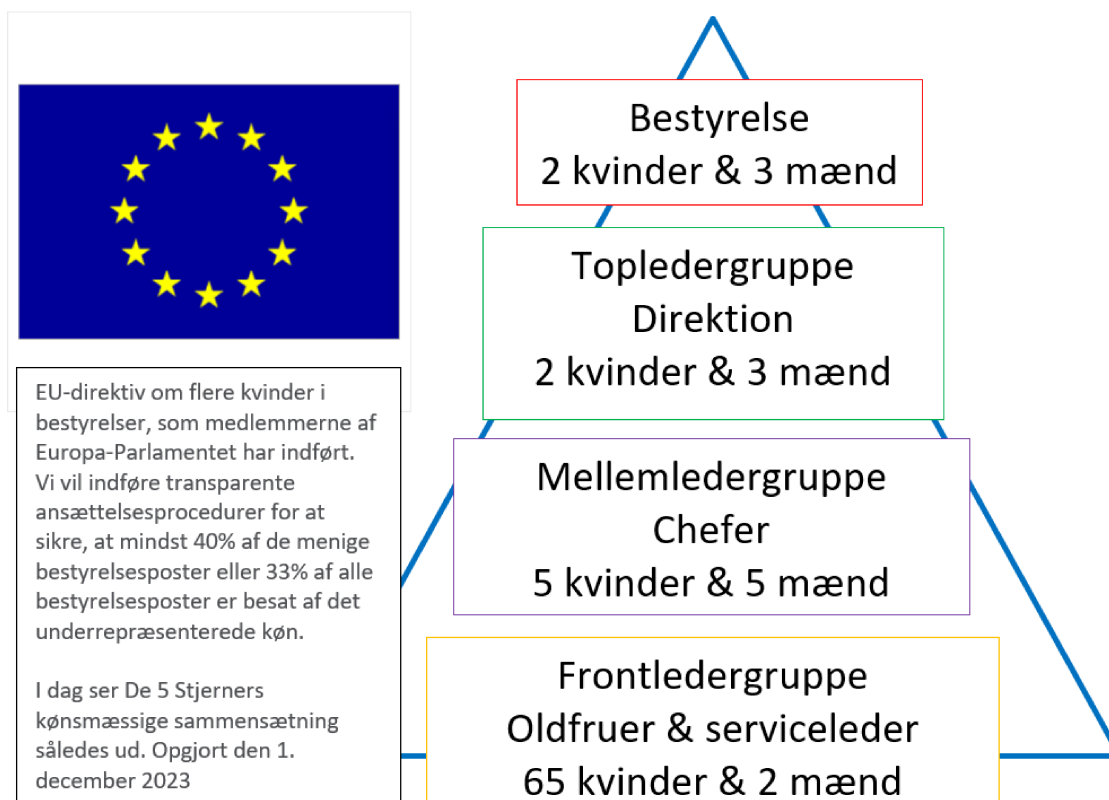 EU-direktiv om flere kvinder i
bestyrelser, som medlemmerne af
Europa-Parlamentet har indført.
Vi vil indføre transparente
ansættelsesprocedurer for at
sikre, at mindst 40% af de menige
bestyrelsesposter eller 33% af alle
bestyrelsesposter er besat af det
underrepræsenterede køn.
I dag ser De 5 Stjerners
kønsmæssige sammensætning
således ud. Opgjort den 1.
december 2023
Bestyrelse
2 kvinder & 3 mænd
Topledergruppe
Direktion
2 kvinder & 3 mænd
Mellemledergruppe
Chefer
5 kvinder & 5 mænd
Frontledergruppe
Oldfruer & serviceleder
65 kvinder & 2 mænd